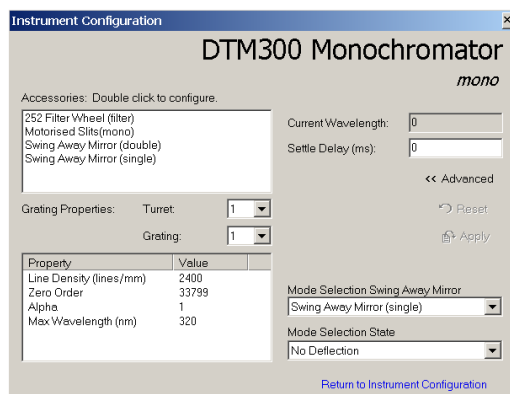 Instrument Configuration
DTM300 Monochromator
mono
Accessories: Double click to configure.
252 Filter Wheel (filter)
Motorised Slits(mono)
Swing Away Mirror (double)
Swing Away Mirror (single)
Current Wavelength: 0
Settle Delay (ms): 0
<< Advanced
Grating Properties: Turret: 1
Reset
Grating: 1
Apply
Property Value
Line Density (lines/mm) 2400
Zero Order 33799
Alpha 1
Max Wavelength (nm) 320
Mode Selection Swing Away Mirror
Swing Away Mirror (single)
Mode Selection State
No Deflection
Return to Instrument Configuration